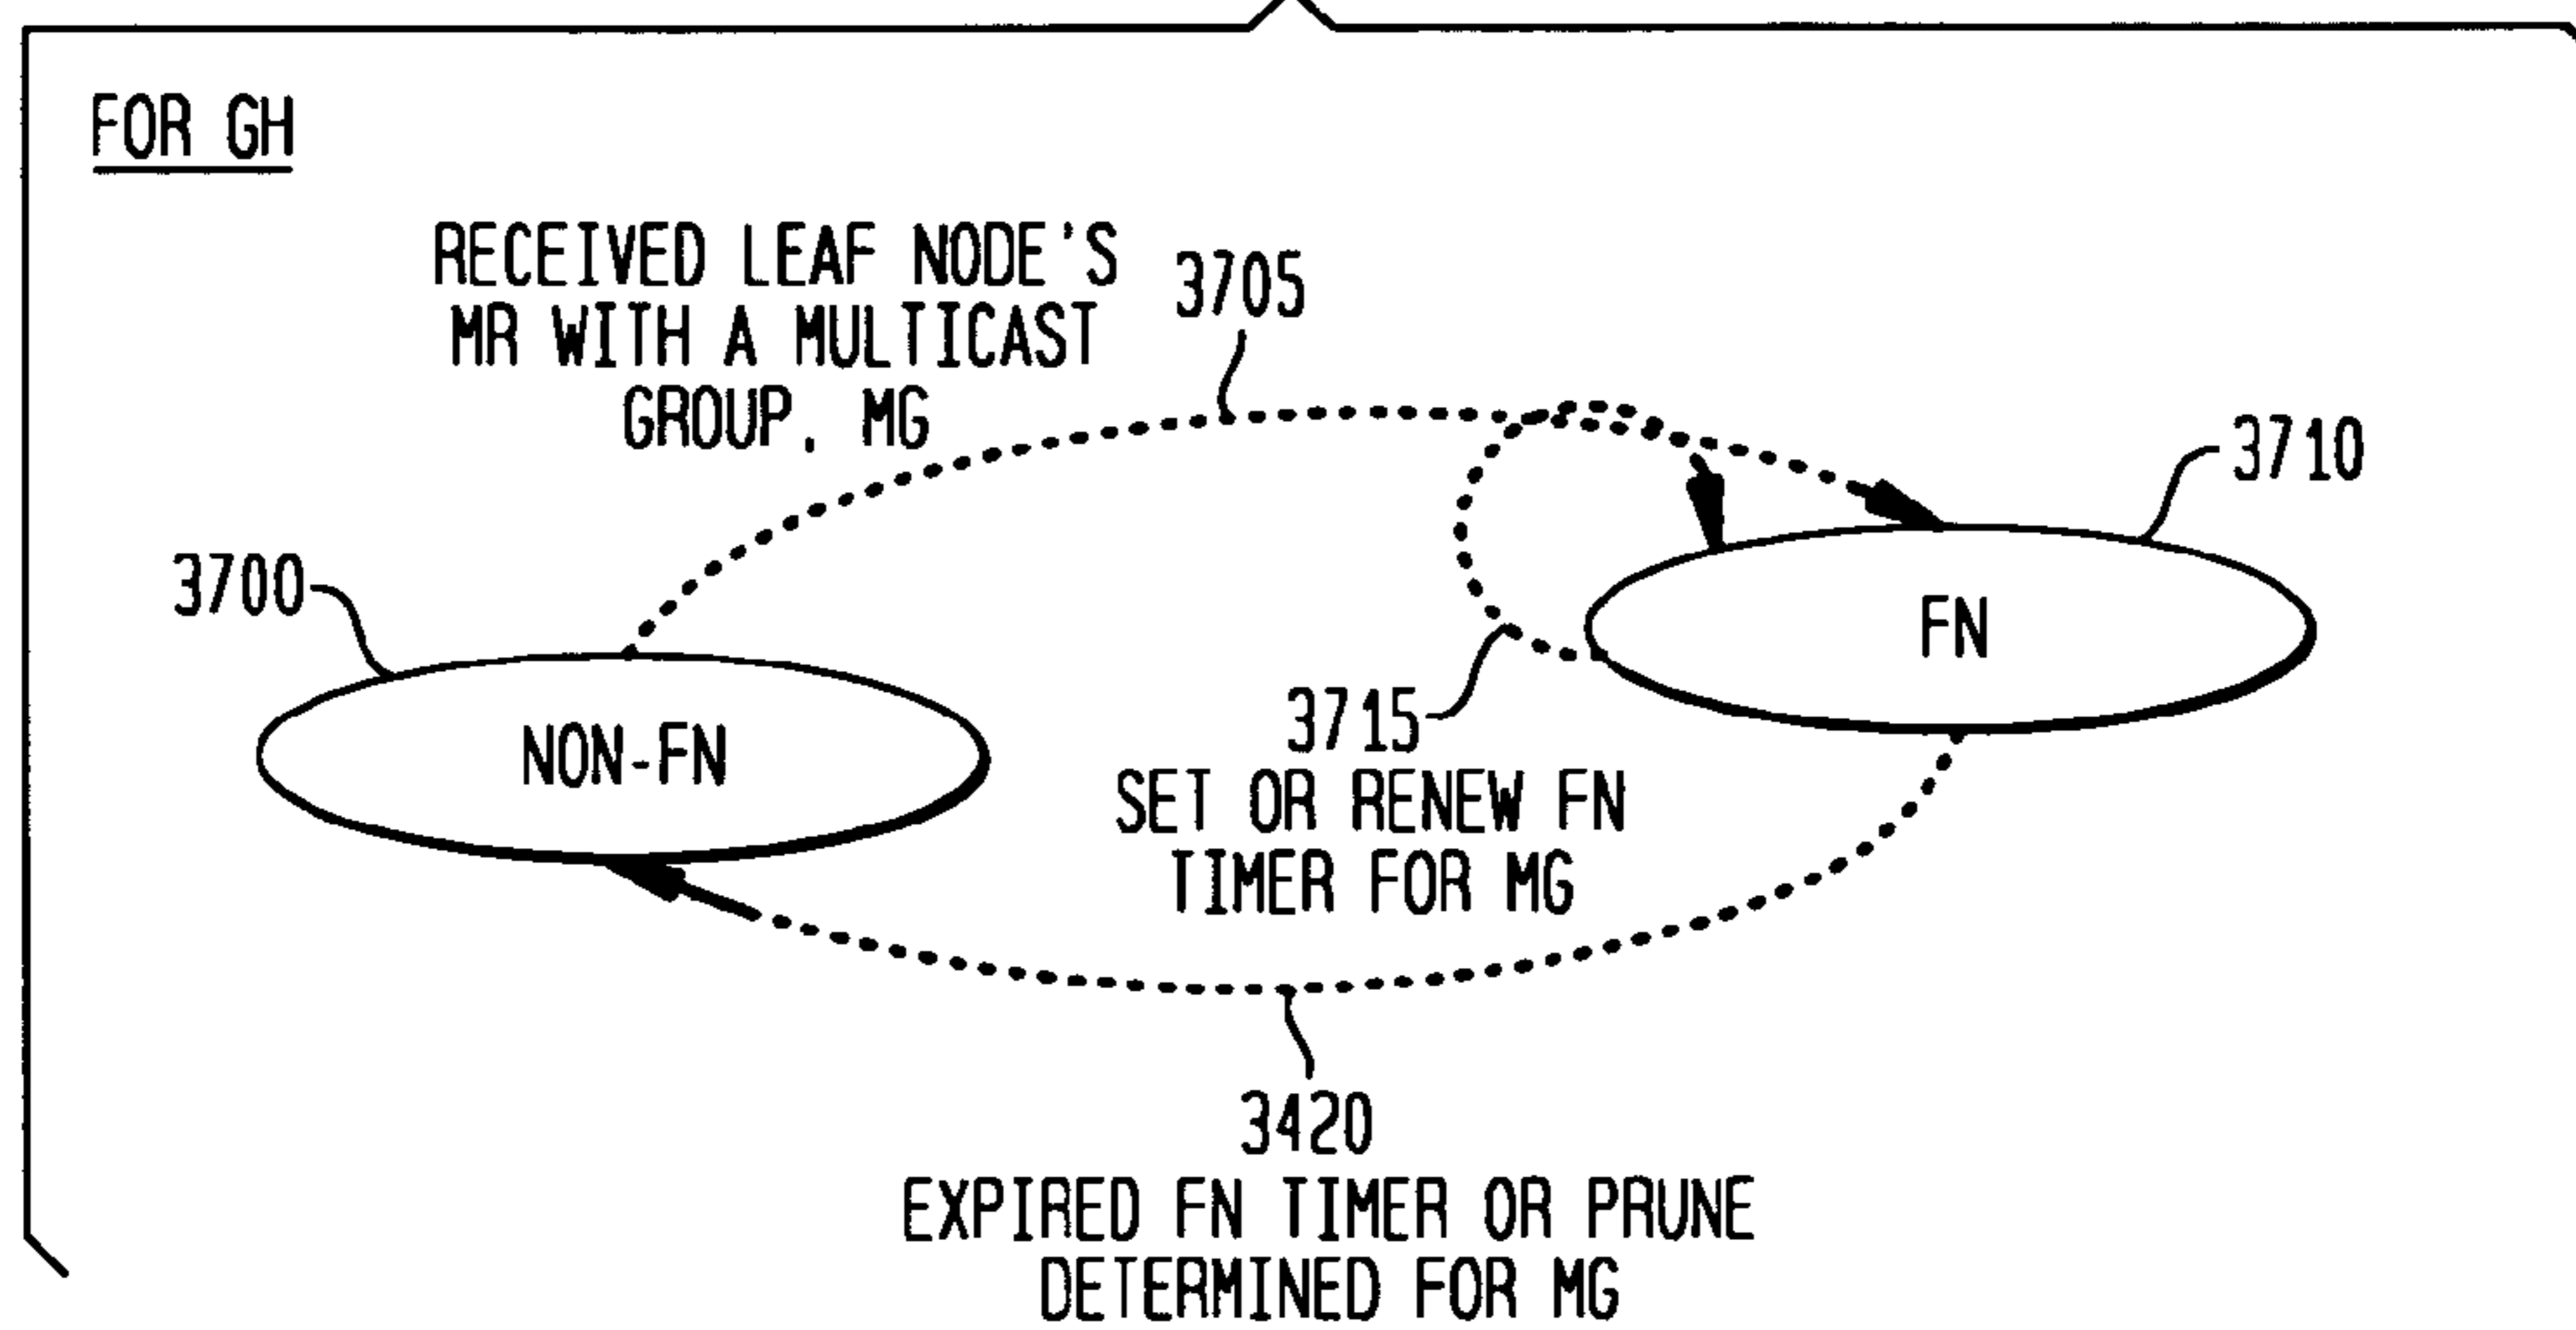 FOR GH
RECEIVED LEAF NODE'S
MR WITH A MULTICAST
GROUP, MG
3705
3710
3700
FN
NON-FN
3715
SET OR RENEW FN
TIMER FOR MG
3420
EXPIRED FN TIMER OR PRUNE
DETERMINED FOR MG